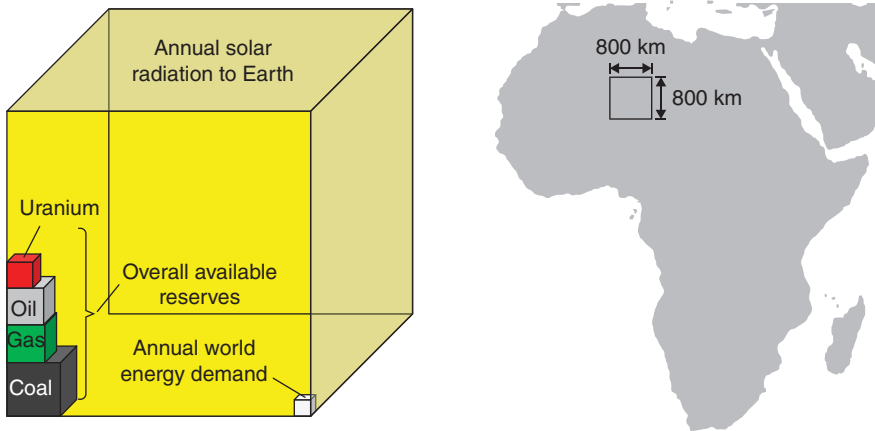 Annual solar
radiation to Earth
Uranium
Overall available
reserves
Oil
Gas
Annual world
energy demand
Coal
800 km
800 km